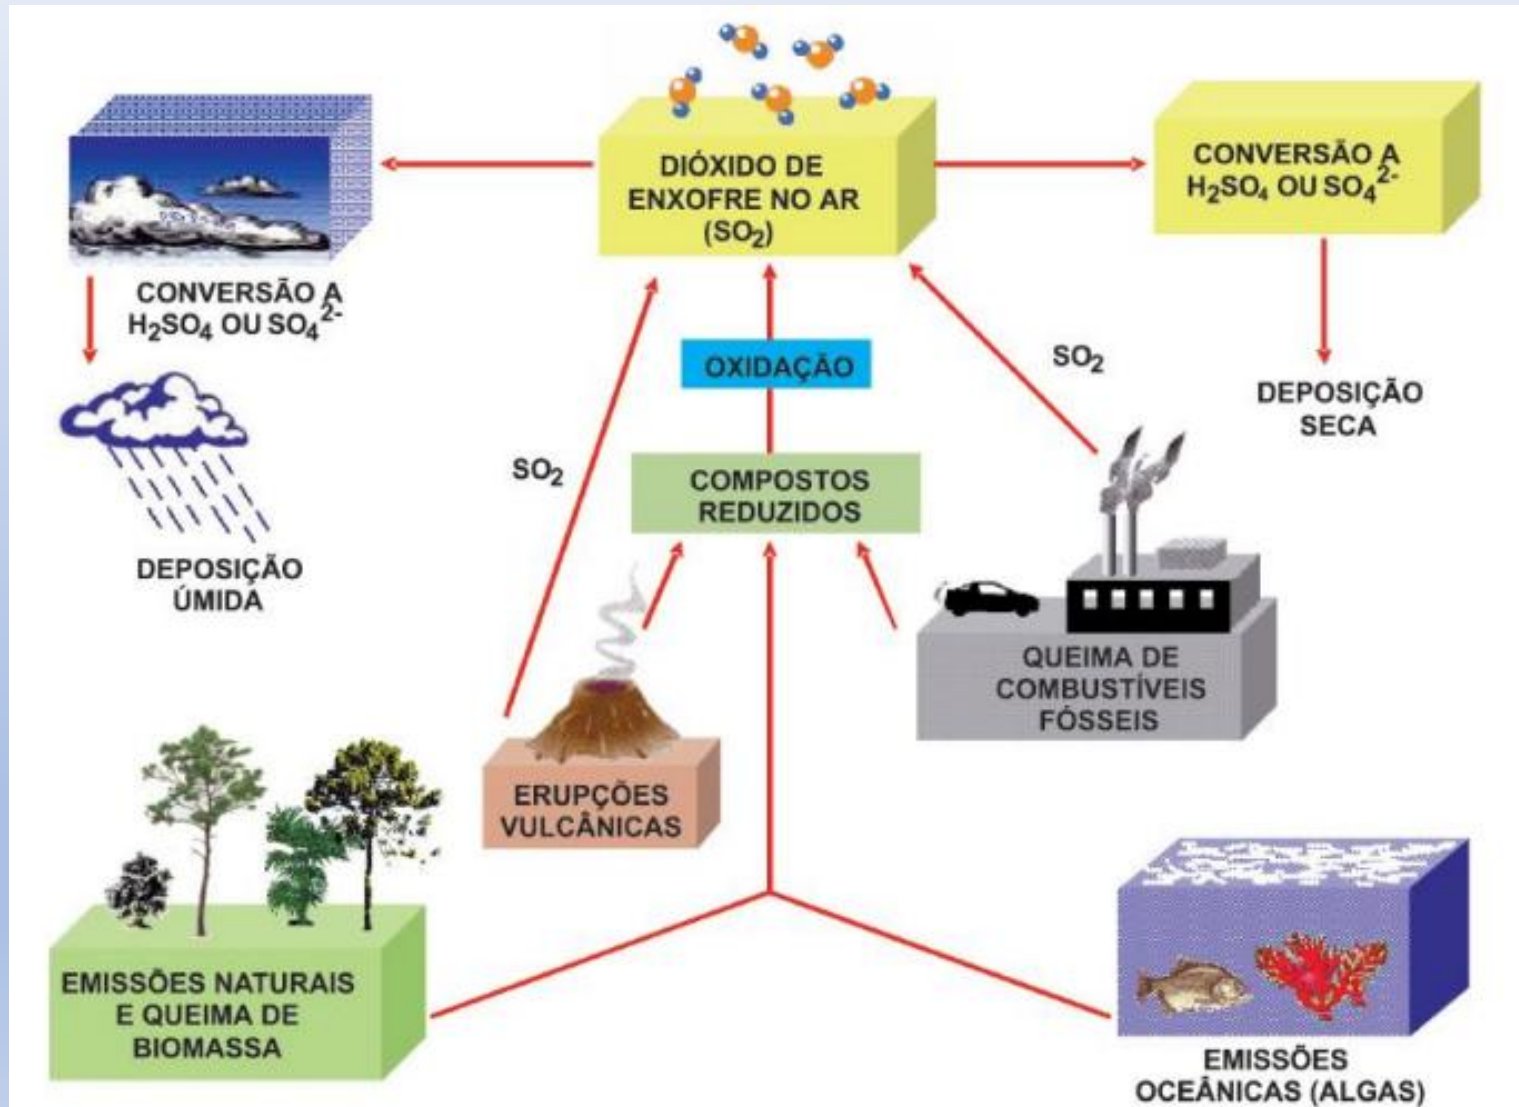 DIÓXIDO DE
ENXOFRE NO AR
(SO₂)
CONVERSÃO A
H₂SO₄ OU SO₄²⁻
CONVERSÃO A
H₂SO₄ OU SO₄²⁻
OXIDAÇÃO
SO₂
DEPOSIÇÃO
SECA
SO₂
COMPOSTOS
REDUZIDOS
DEPOSIÇÃO
ÚMIDA
QUEIMA DE
COMBUSTÍVEIS
FÓSSEIS
ERUPÇÕES
VULCÂNICAS
EMISSÕES NATURAIS
E QUEIMA DE
BIOMASSA
EMISSÕES
OCEÂNICAS (ALGAS)